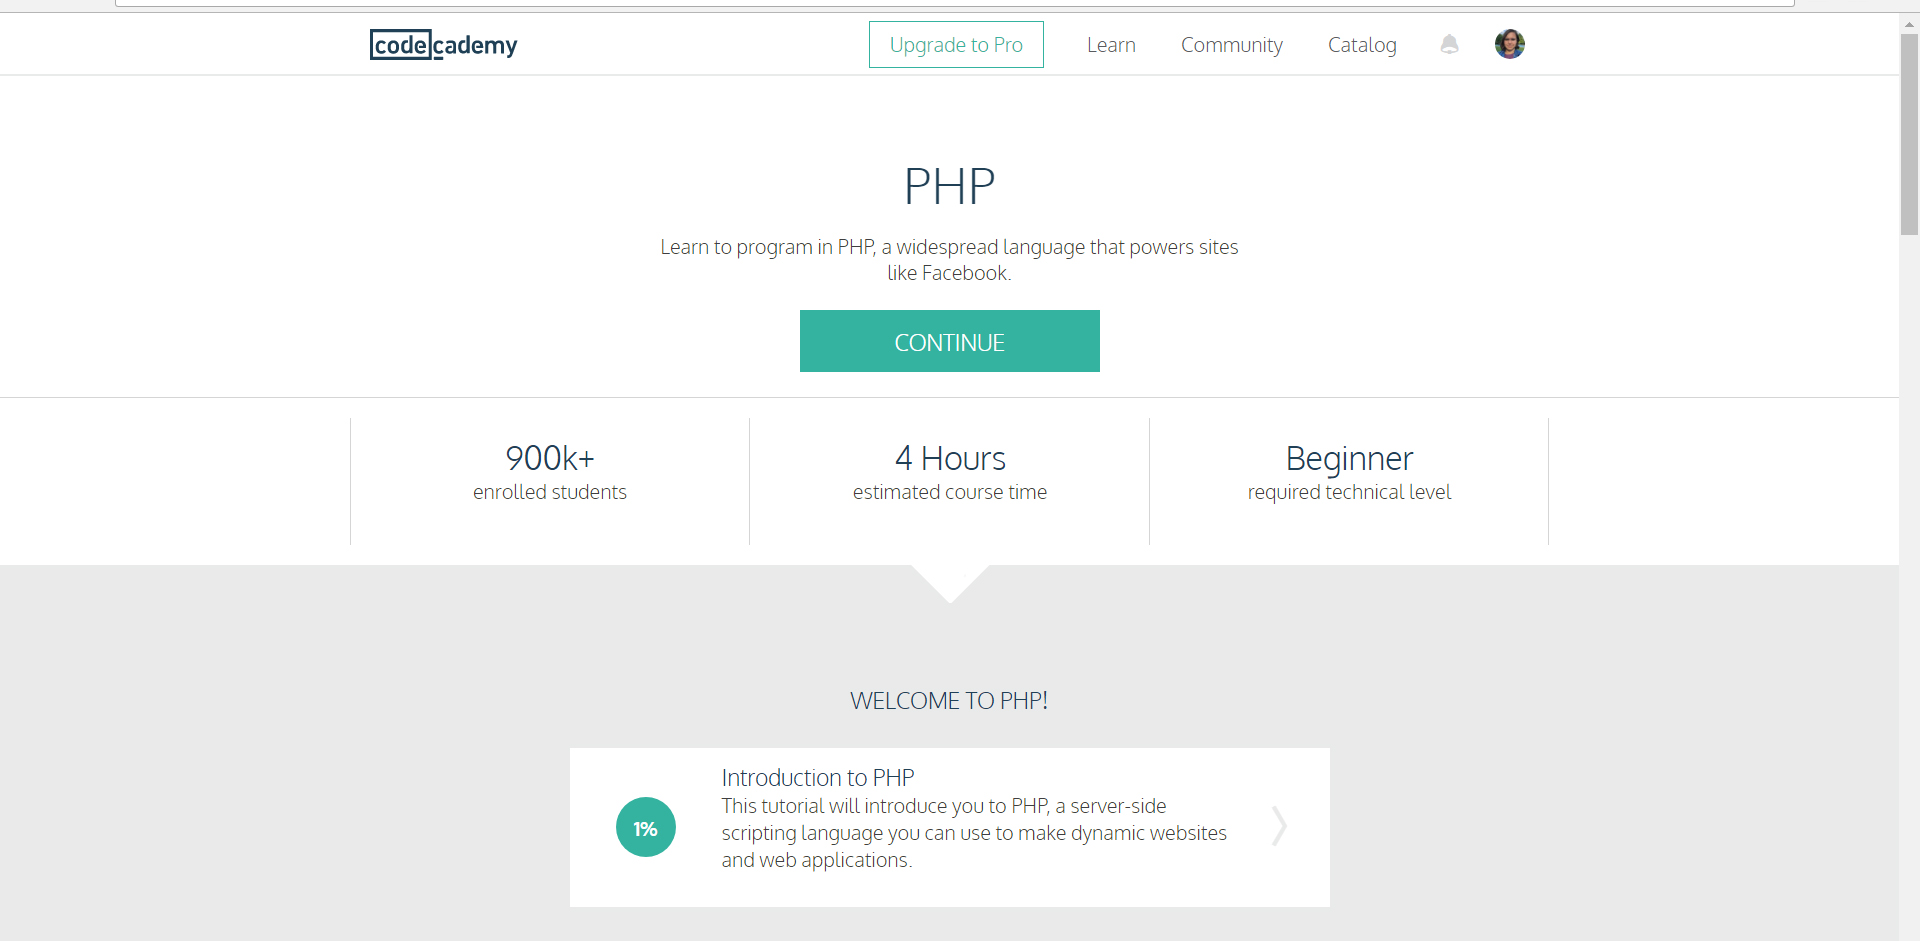 codecademy
Upgrade to Pro
Learn
Community
Catalog
PHP
Learn to program in PHP, a widespread language that powers sites
like Facebook.
CONTINUE
900k+
enrolled students
4 Hours
estimated course time
Beginner
required technical level
WELCOME TO PHP!
Introduction to PHP
This tutorial will introduce you to PHP, a server-side
scripting language you can use to make dynamic websites
and web applications.
1%